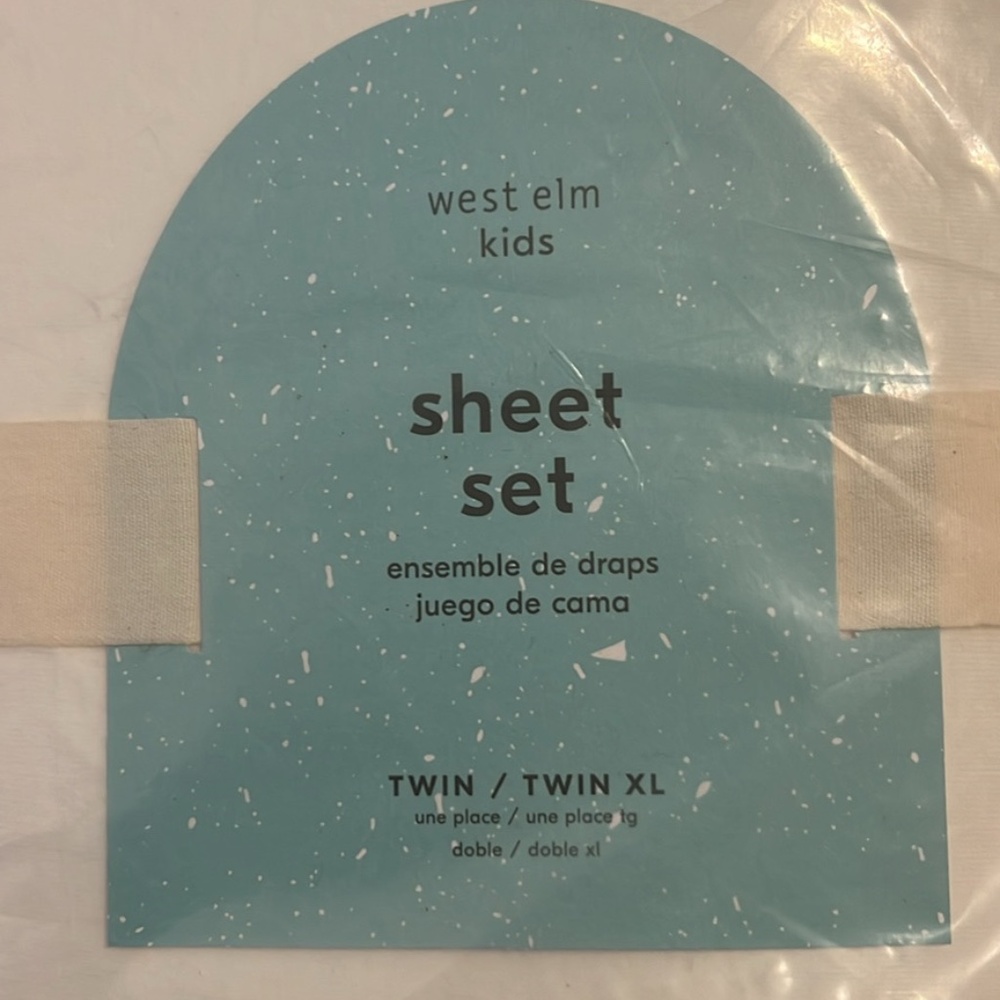 west elm
kids
sheet
set
ensemble de draps
juego de cama
TWIN / TWIN XL
une place / une place tg
doble / doble xl